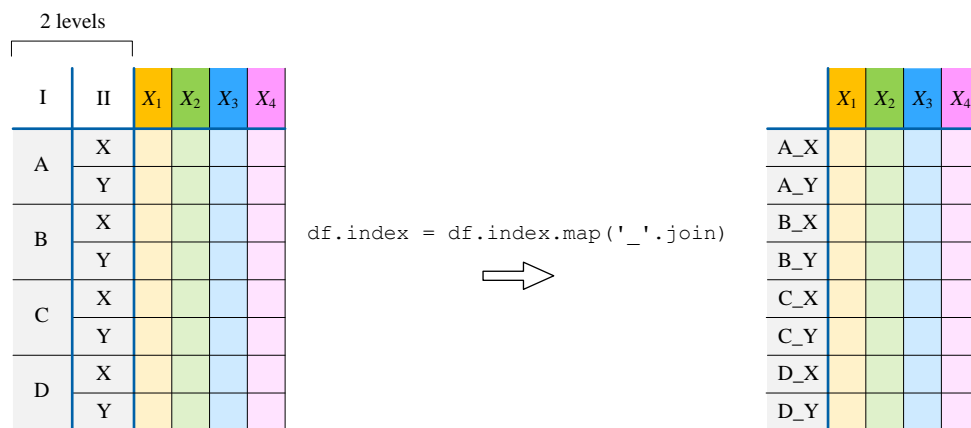 2 levels
I II X₁ X₂ X₃ X₄
A X
Y
B X
Y
C X
Y
D X
Y
df.index = df.index.map('_'.join)
X₁ X₂ X₃ X₄
A_X
A_Y
B_X
B_Y
C_X
C_Y
D_X
D_Y